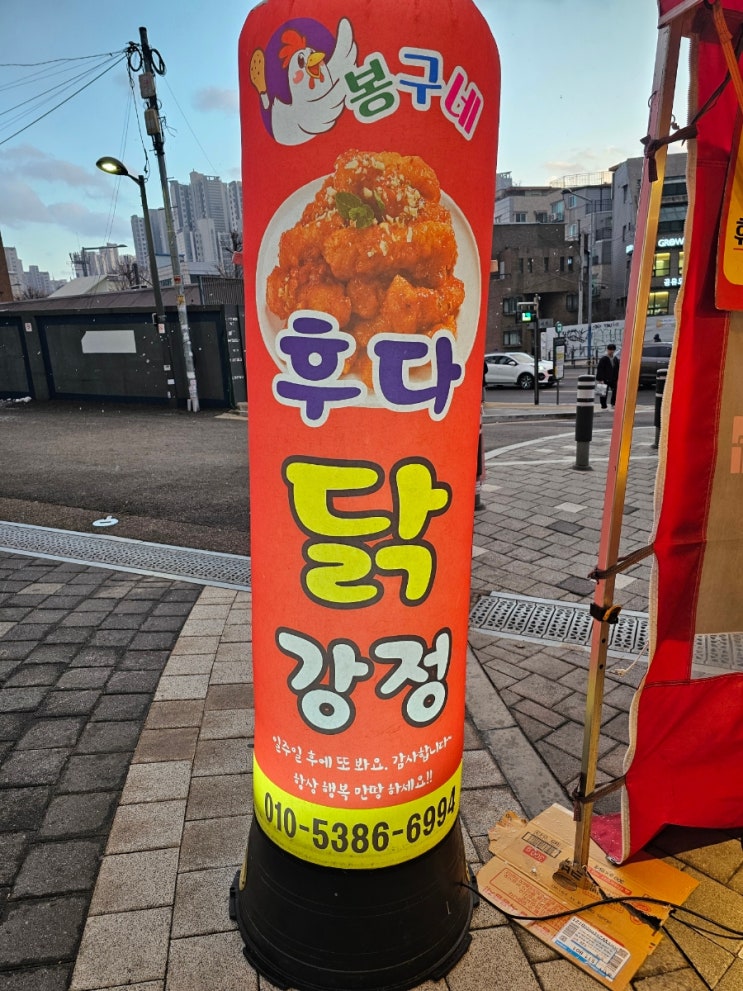 봉구네
후다
닭
강정
일주일 후에 또 봐요. 감사합니다~
항상 행복 만땅 하세요!!
010-5386-6994
GROW